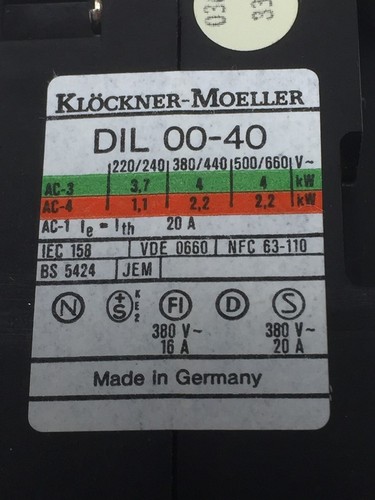 KLÖCKNER-MOELLER
DIL 00-40
220/240 380/440 500/660 V~
AC-3 3,7 4 4 kW
AC-4 1,1 2,2 2,2 kW
AC-1 Ie = Ith 20 A
IEC 158 VDE 0660 NFC 63-110
BS 5424 JEM
N +S KE2 FI D S
380 V~ 380 V~
16 A 20 A
Made in Germany